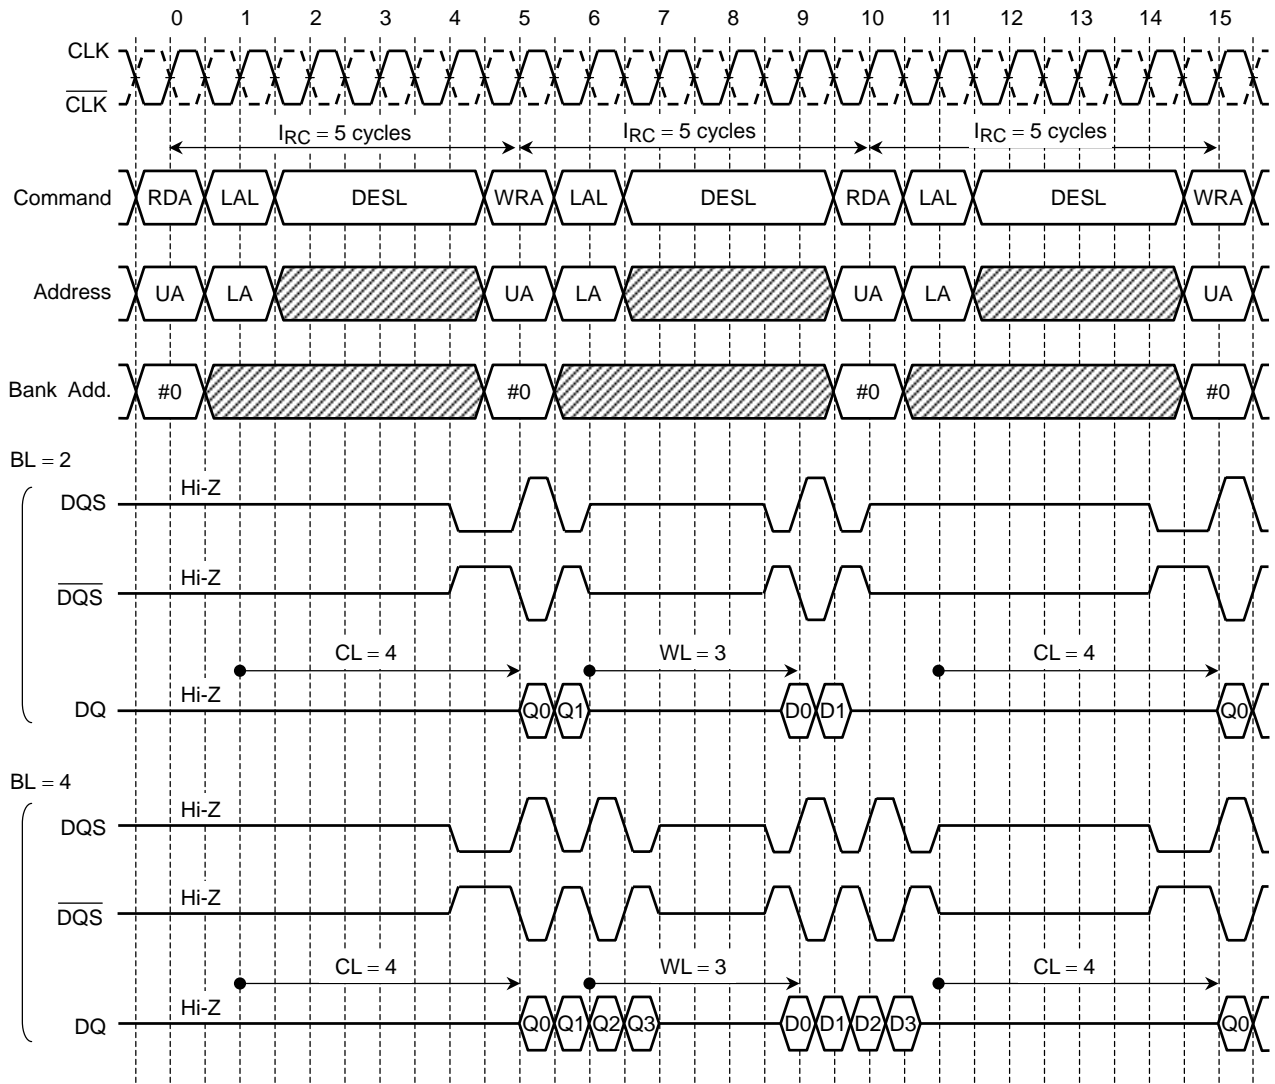 0 1 2 3 4 5 6 7 8 9 10 11 12 13 14 15
CLK
CLK
IRC = 5 cycles IRC = 5 cycles IRC = 5 cycles
Command RDA LAL DESL WRA LAL DESL RDA LAL DESL WRA
Address UA LA UA LA UA LA UA
Bank Add. #0 #0 #0 #0
BL = 2
DQS Hi-Z
DQS Hi-Z
CL = 4 WL = 3 CL = 4
DQ Hi-Z Q0 Q1 D0 D1 Q0
BL = 4
DQS Hi-Z
DQS Hi-Z
CL = 4 WL = 3 CL = 4
DQ Hi-Z Q0 Q1 Q2 Q3 D0 D1 D2 D3 Q0